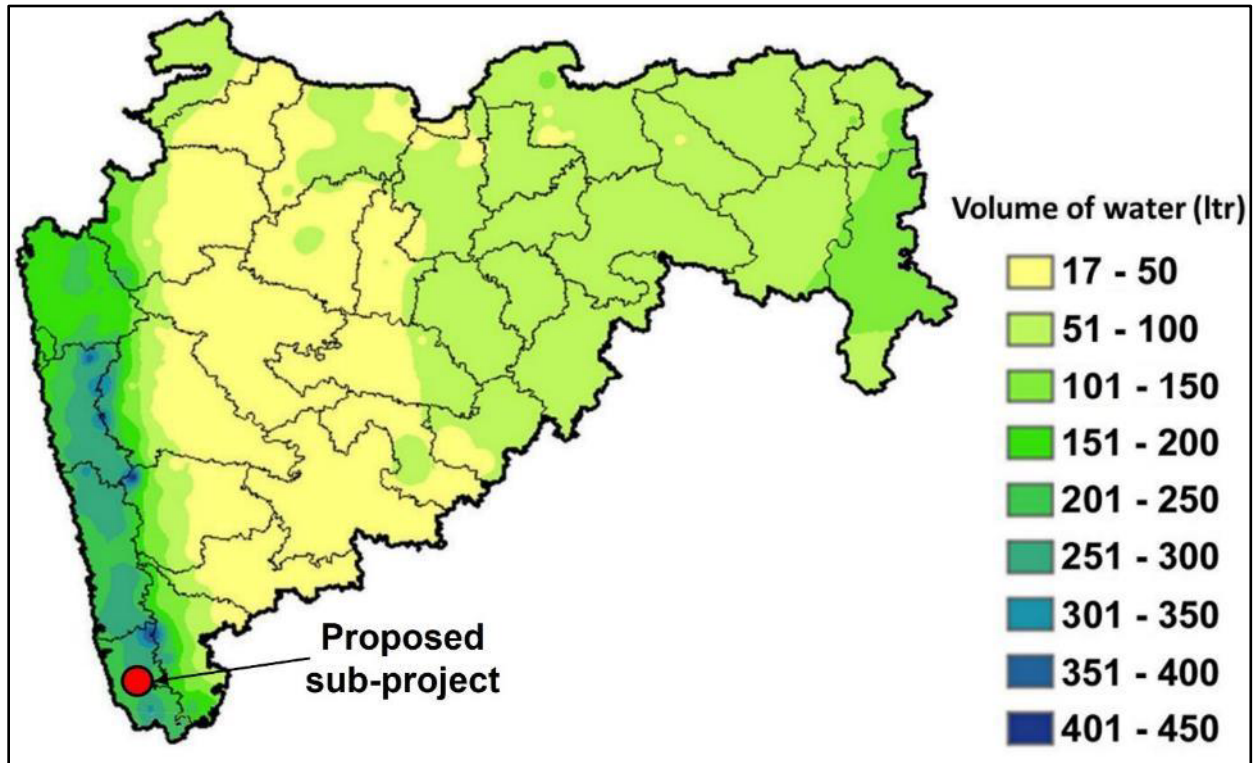 Volume of water (ltr)
17 - 50
51 - 100
101 - 150
151 - 200
201 - 250
251 - 300
301 - 350
351 - 400
401 - 450
Proposed
sub-project